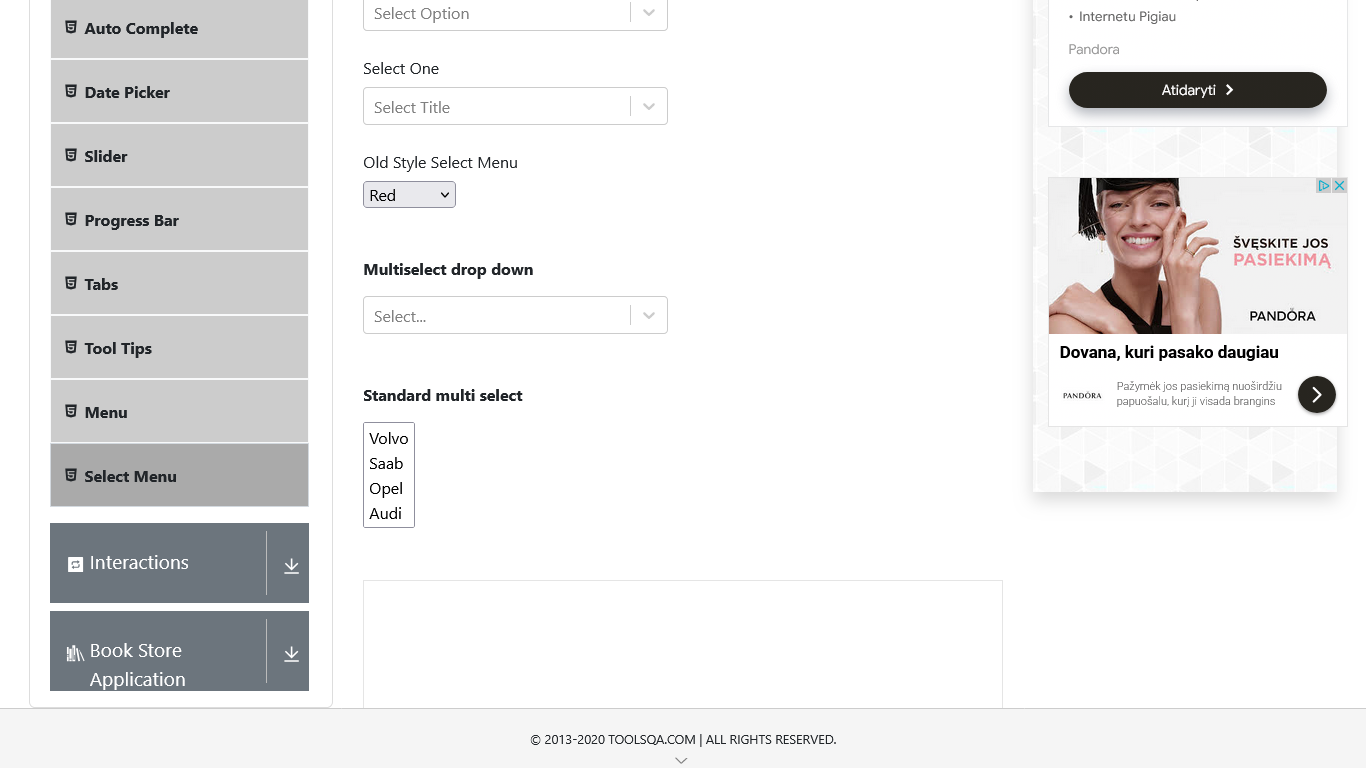 Auto Complete
Date Picker
Slider
Progress Bar
Tabs
Tool Tips
Menu
Select Menu
Interactions
Book Store
Application
Select Option
Select One
Select Title
Old Style Select Menu
Red
Multiselect drop down
Select...
Standard multi select
Volvo
Saab
Opel
Audi
• Internetu Pigiau
Pandora
Atidaryti
ŠVĘSKITE JOS
PASIEKIMĄ
PANDÖRA
Dovana, kuri pasako daugiau
PANDÖRA
Pažymėk jos pasiekimą nuoširdžiu
papuošalu, kurį ji visada brangins
© 2013-2020 TOOLSQA.COM | ALL RIGHTS RESERVED.